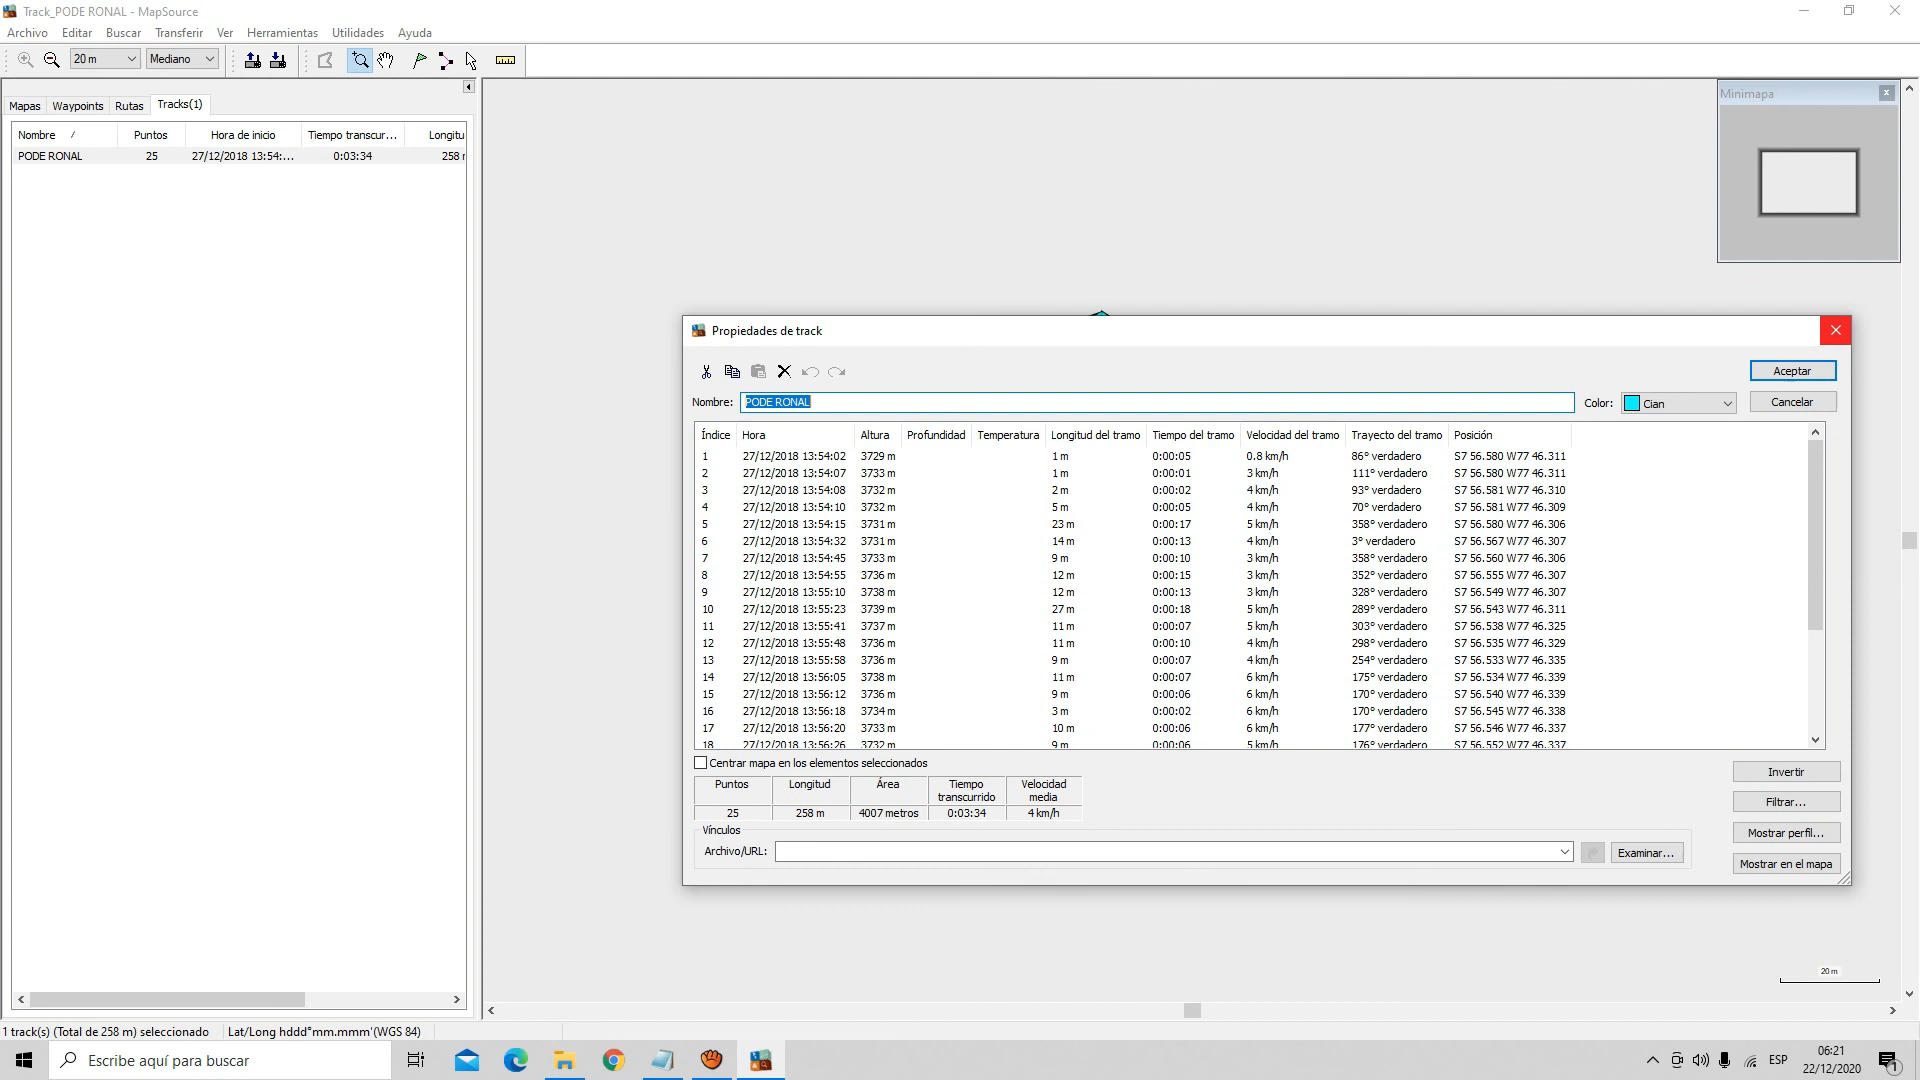 Track_PODE RONAL - MapSource
Archivo Editar Buscar Transferir Ver Herramientas Utilidades Ayuda
20 m Mediano
Mapas Waypoints Rutas Tracks(1)
Nombre / Puntos Hora de inicio Tiempo transcur... Longitu
PODE RONAL 25 27/12/2018 13:54:... 0:03:34 258 r
Minimapa
Propiedades de track
Aceptar
Nombre: PODE RONAL Color: Cian Cancelar
Índice Hora Altura Profundidad Temperatura Longitud del tramo Tiempo del tramo Velocidad del tramo Trayecto del tramo Posición
1 27/12/2018 13:54:02 3729 m 1 m 0:00:05 0.8 km/h 86° verdadero S7 56.580 W77 46.311
2 27/12/2018 13:54:07 3733 m 1 m 0:00:01 3 km/h 111° verdadero S7 56.580 W77 46.311
3 27/12/2018 13:54:08 3732 m 2 m 0:00:02 4 km/h 93° verdadero S7 56.581 W77 46.310
4 27/12/2018 13:54:10 3732 m 5 m 0:00:05 4 km/h 70° verdadero S7 56.581 W77 46.309
5 27/12/2018 13:54:15 3731 m 23 m 0:00:17 5 km/h 358° verdadero S7 56.580 W77 46.306
6 27/12/2018 13:54:32 3731 m 14 m 0:00:13 4 km/h 3° verdadero S7 56.567 W77 46.307
7 27/12/2018 13:54:45 3733 m 9 m 0:00:10 3 km/h 358° verdadero S7 56.560 W77 46.306
8 27/12/2018 13:54:55 3736 m 12 m 0:00:15 3 km/h 352° verdadero S7 56.555 W77 46.307
9 27/12/2018 13:55:10 3738 m 12 m 0:00:13 3 km/h 328° verdadero S7 56.549 W77 46.307
10 27/12/2018 13:55:23 3739 m 27 m 0:00:18 5 km/h 289° verdadero S7 56.543 W77 46.311
11 27/12/2018 13:55:41 3737 m 11 m 0:00:07 5 km/h 303° verdadero S7 56.538 W77 46.325
12 27/12/2018 13:55:48 3736 m 11 m 0:00:10 4 km/h 298° verdadero S7 56.535 W77 46.329
13 27/12/2018 13:55:58 3736 m 9 m 0:00:07 4 km/h 254° verdadero S7 56.533 W77 46.335
14 27/12/2018 13:56:05 3738 m 11 m 0:00:07 6 km/h 175° verdadero S7 56.534 W77 46.339
15 27/12/2018 13:56:12 3736 m 9 m 0:00:06 6 km/h 170° verdadero S7 56.540 W77 46.339
16 27/12/2018 13:56:18 3734 m 3 m 0:00:02 6 km/h 170° verdadero S7 56.545 W77 46.338
17 27/12/2018 13:56:20 3733 m 10 m 0:00:06 6 km/h 177° verdadero S7 56.546 W77 46.337
18 27/12/2018 13:56:26 3732 m 9 m 0:00:06 5 km/h 176° verdadero S7 56.552 W77 46.337
Centrar mapa en los elementos seleccionados
Puntos Longitud Área Tiempo transcurrido Velocidad media
25 258 m 4007 metros 0:03:34 4 km/h
Invertir
Filtrar...
Mostrar perfil...
Mostrar en el mapa
Vínculos
Archivo/URL: Examinar...
20 m
1 track(s) (Total de 258 m) seleccionado Lat/Long hddd°mm.mmm'(WGS 84)
Escribe aquí para buscar
ESP
06:21
22/12/2020
1